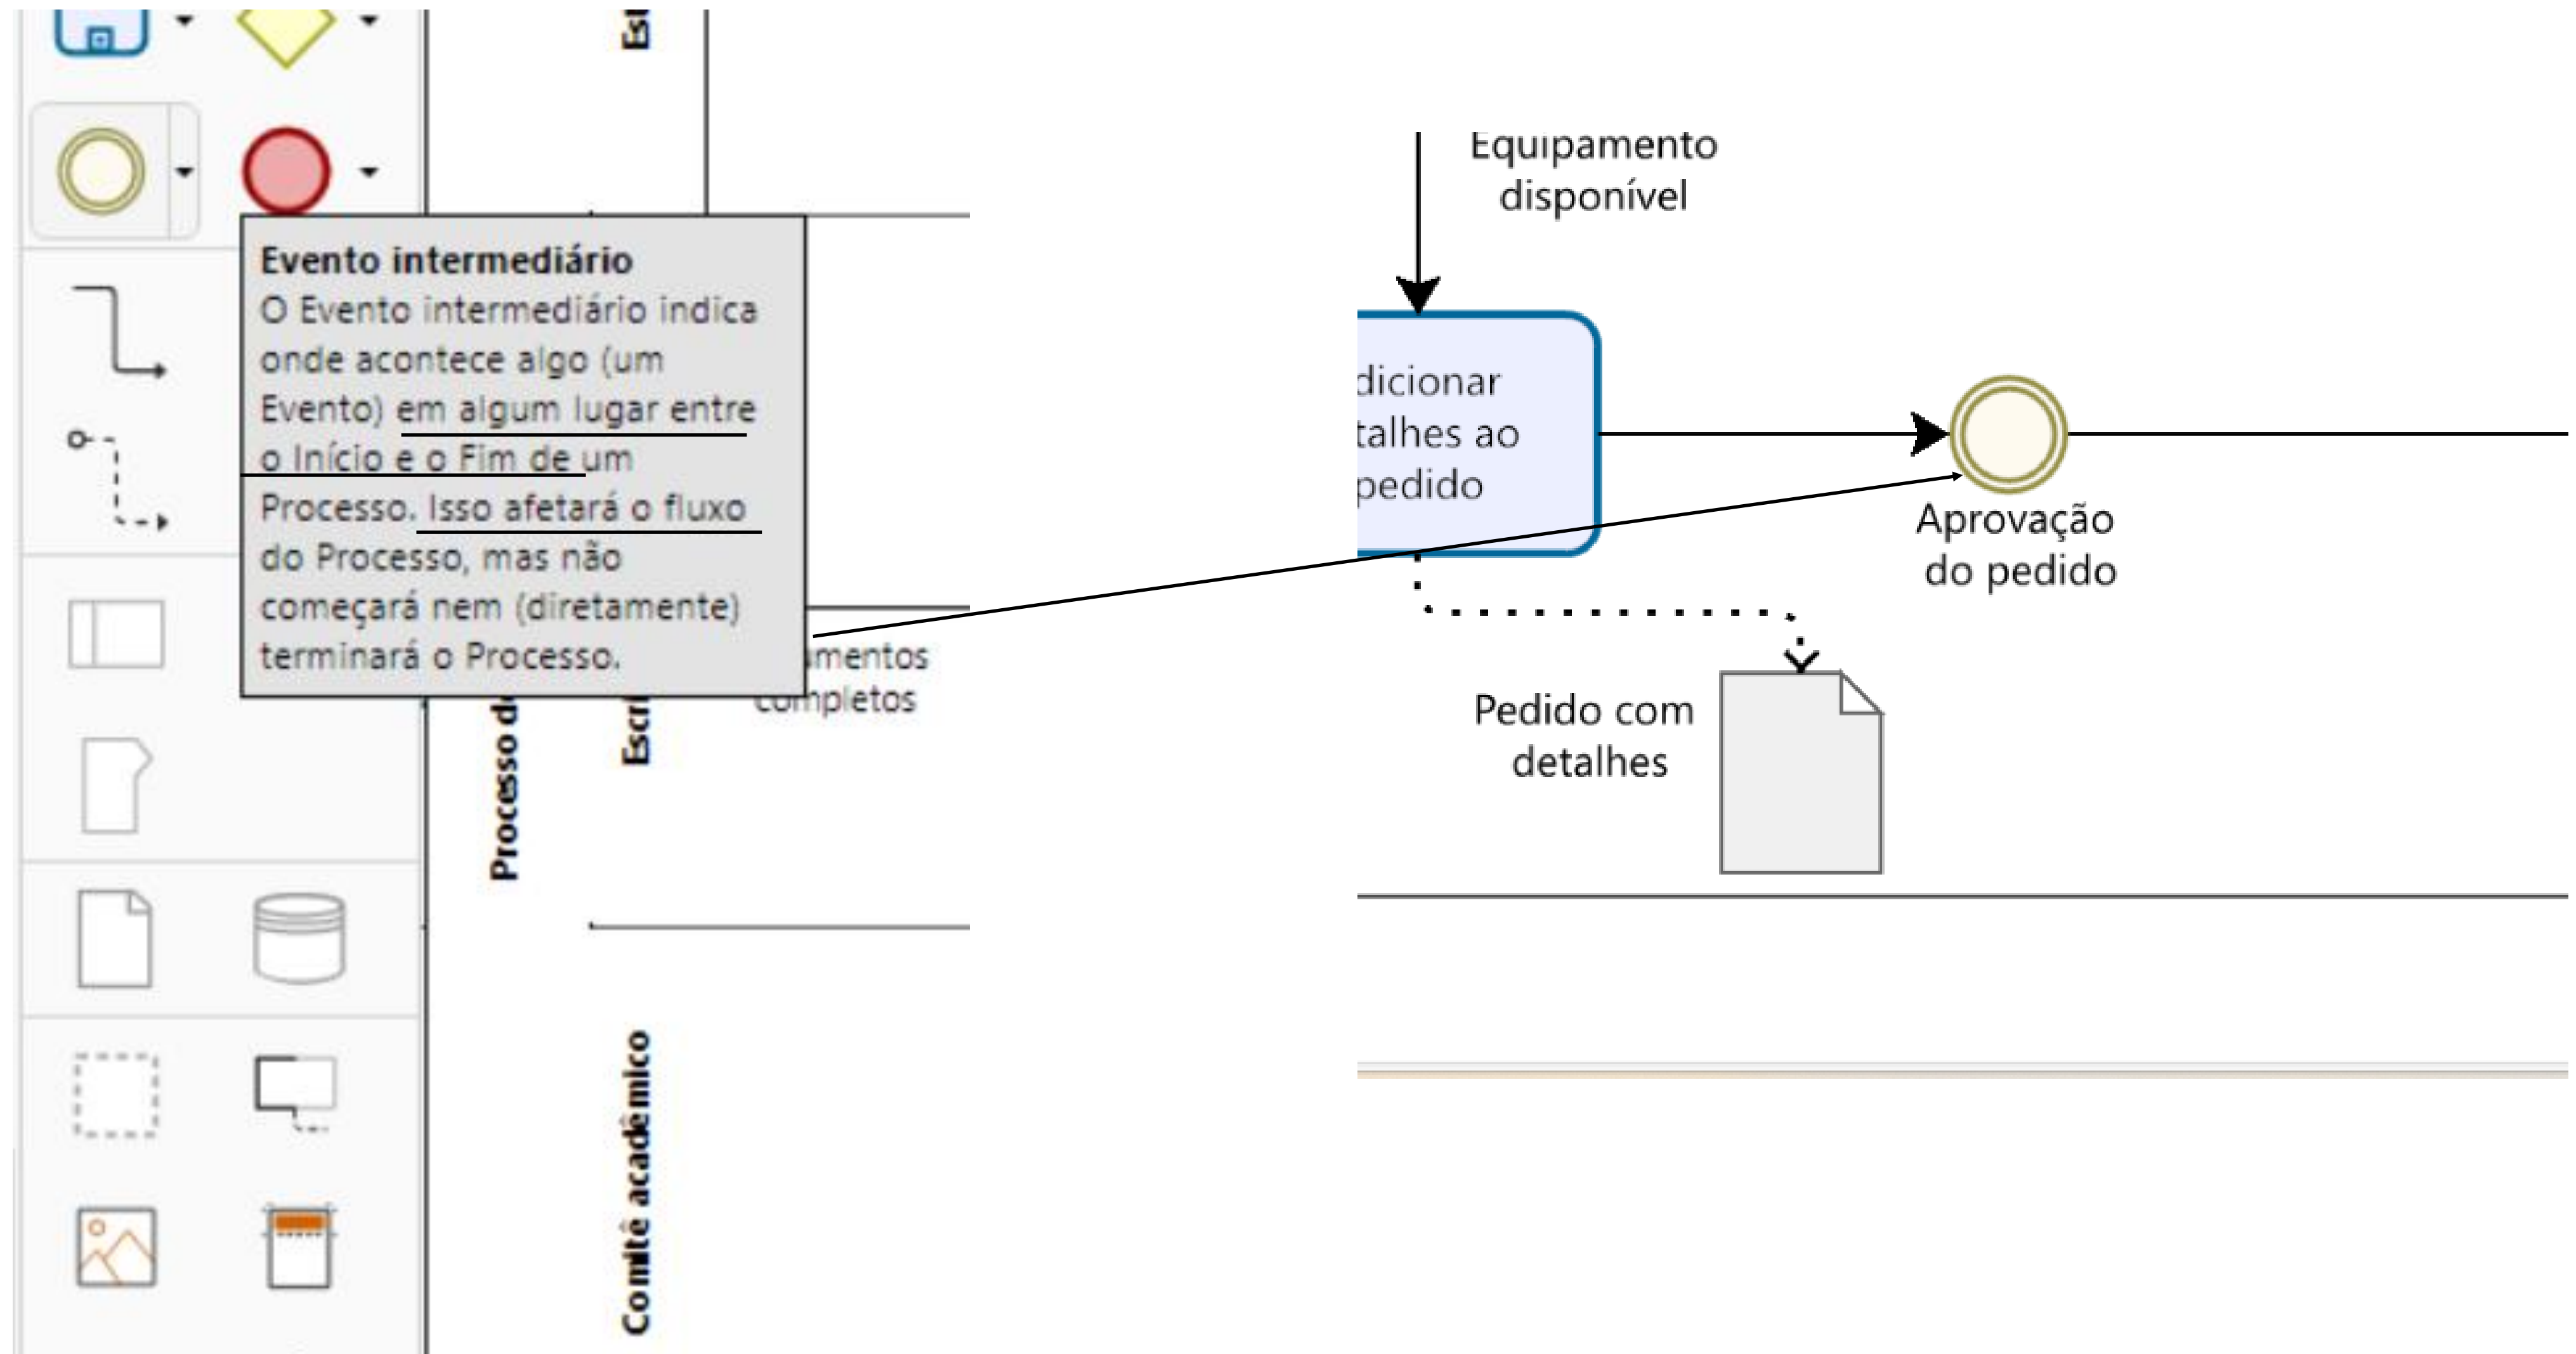 Evento intermediário
O Evento intermediário indica
onde acontece algo (um
Evento) em algum lugar entre
o Início e o Fim de um
Processo. Isso afetará o fluxo
do Processo, mas não
começará nem (diretamente)
terminará o Processo.
completos
Processo
Comitê acadêmico
Equipamento
disponível
ao
pedido
Aprovação
do pedido
Pedido com
detalhes